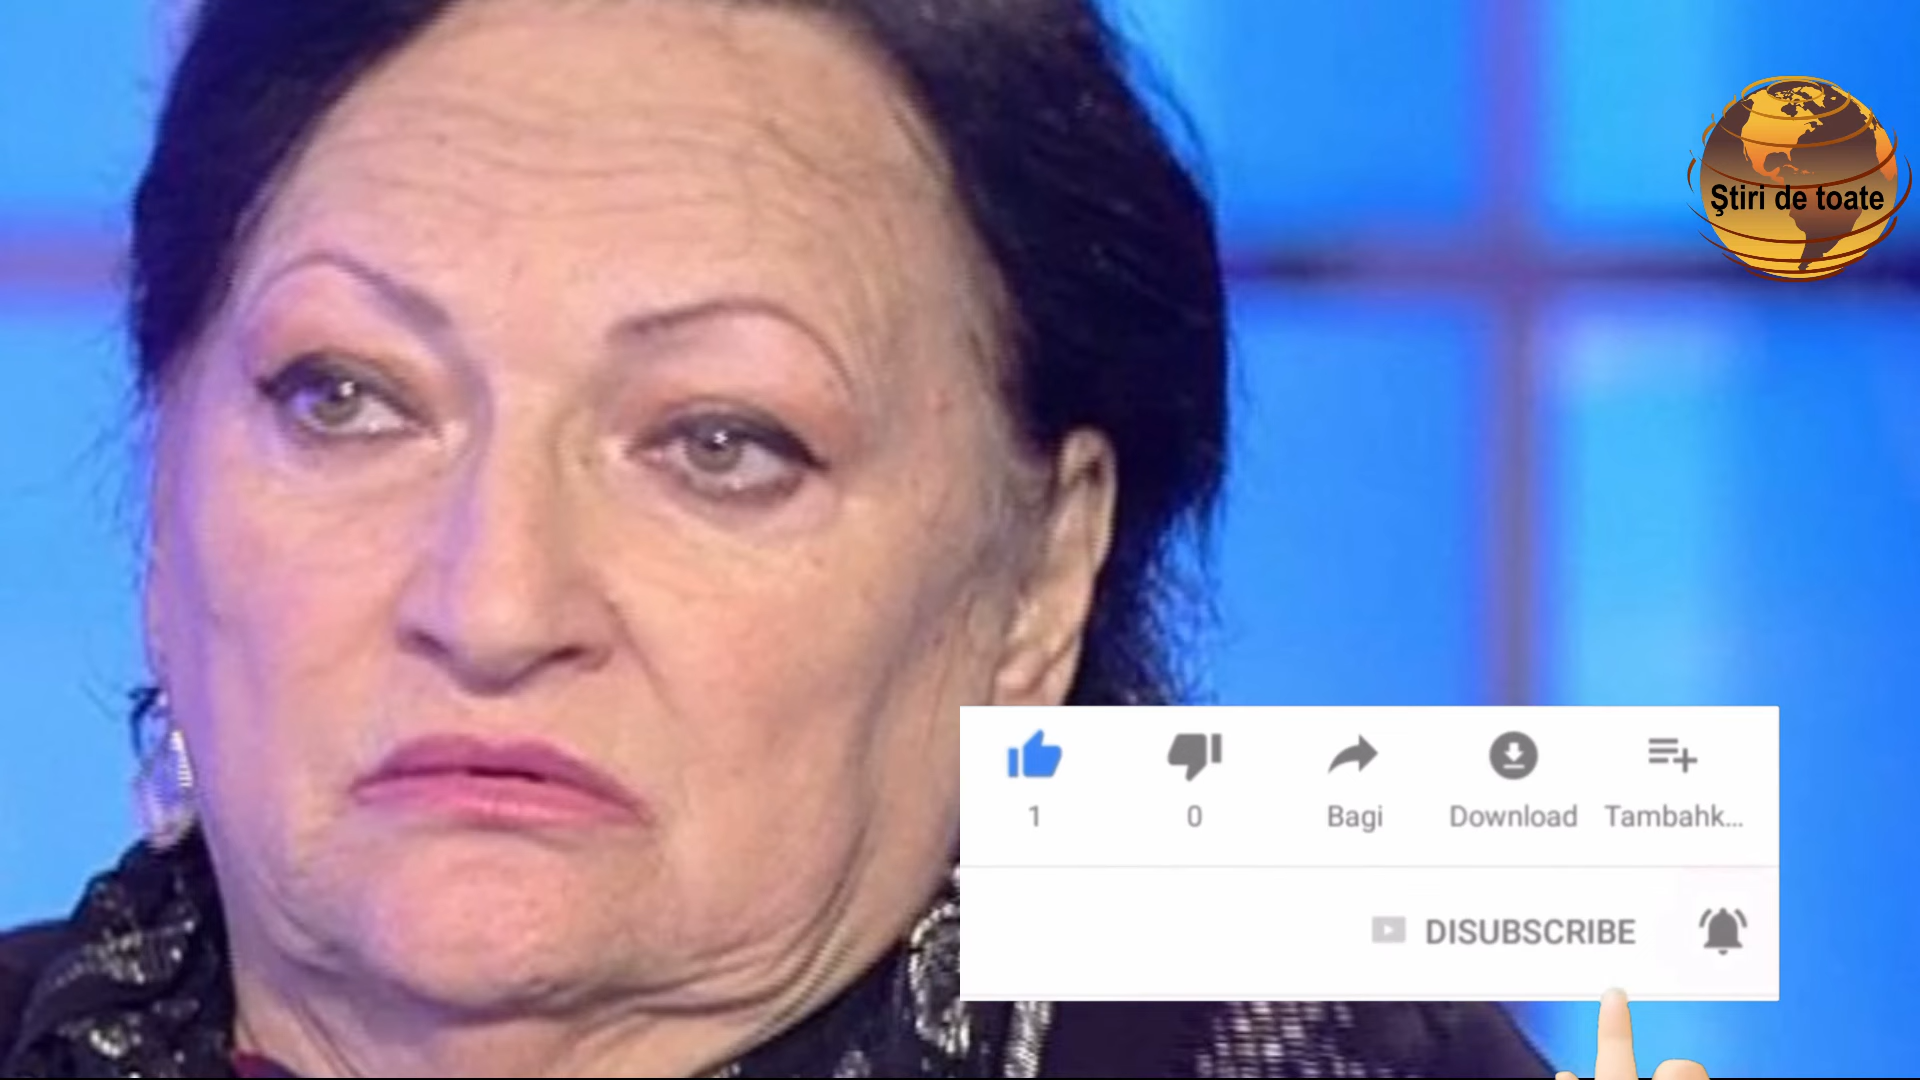 Ştiri de toate
1
0
Bagi
Download
Tambahk...
DISUBSCRIBE